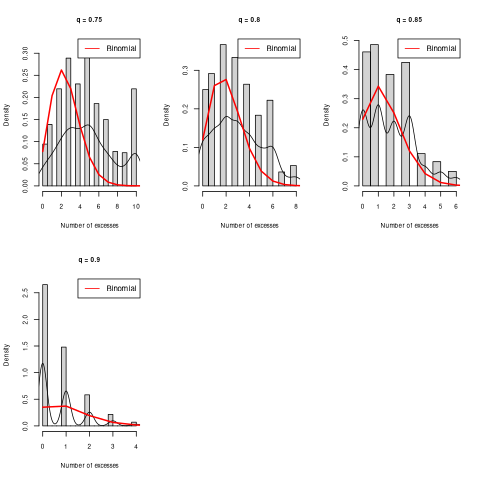 q = 0.75
Density
0.00 0.05 0.10 0.15 0.20 0.25 0.30
0 2 4 6 8 10
Number of excesses
Binomial
q = 0.8
Density
0.0 0.1 0.2 0.3
0 2 4 6 8
Number of excesses
Binomial
q = 0.85
Density
0.0 0.1 0.2 0.3 0.4 0.5
0 1 2 3 4 5 6
Number of excesses
Binomial
q = 0.9
Density
0.0 0.5 1.0 1.5 2.0 2.5
0 1 2 3 4
Number of excesses
Binomial